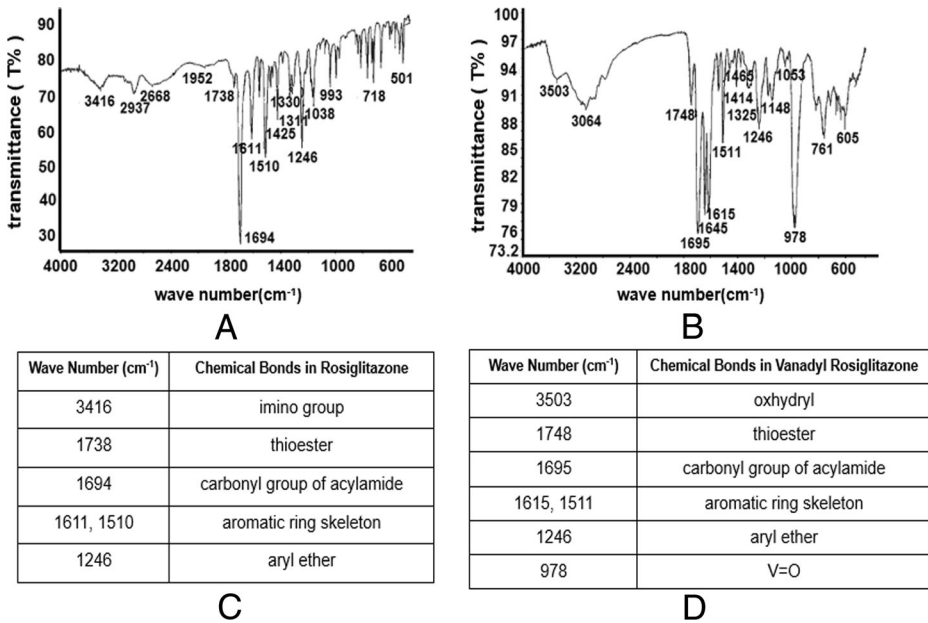 transmittance ( T% )
90
80
70
60
50
40
30
3416
2937
2668
1952
1738
1694
1611
1510
1425
1330
1311
1246
1038
993
718
501
4000 3200 2400 1800 1400 1000 600
wave number(cm-1)
A
transmittance ( T% )
100
97
94
91
88
85
82
79
76
73.2
3503
3064
1748
1695
1645
1615
1511
1465
1414
1325
1246
1148
1053
978
761
605
4000 3200 2400 1800 1400 1000 600
wave number(cm-1)
B
Wave Number (cm-1) Chemical Bonds in Rosiglitazone
3416 imino group
1738 thioester
1694 carbonyl group of acylamide
1611, 1510 aromatic ring skeleton
1246 aryl ether
C
Wave Number (cm-1) Chemical Bonds in Vanadyl Rosiglitazone
3503 oxhydryl
1748 thioester
1695 carbonyl group of acylamide
1615, 1511 aromatic ring skeleton
1246 aryl ether
978 V=O
D